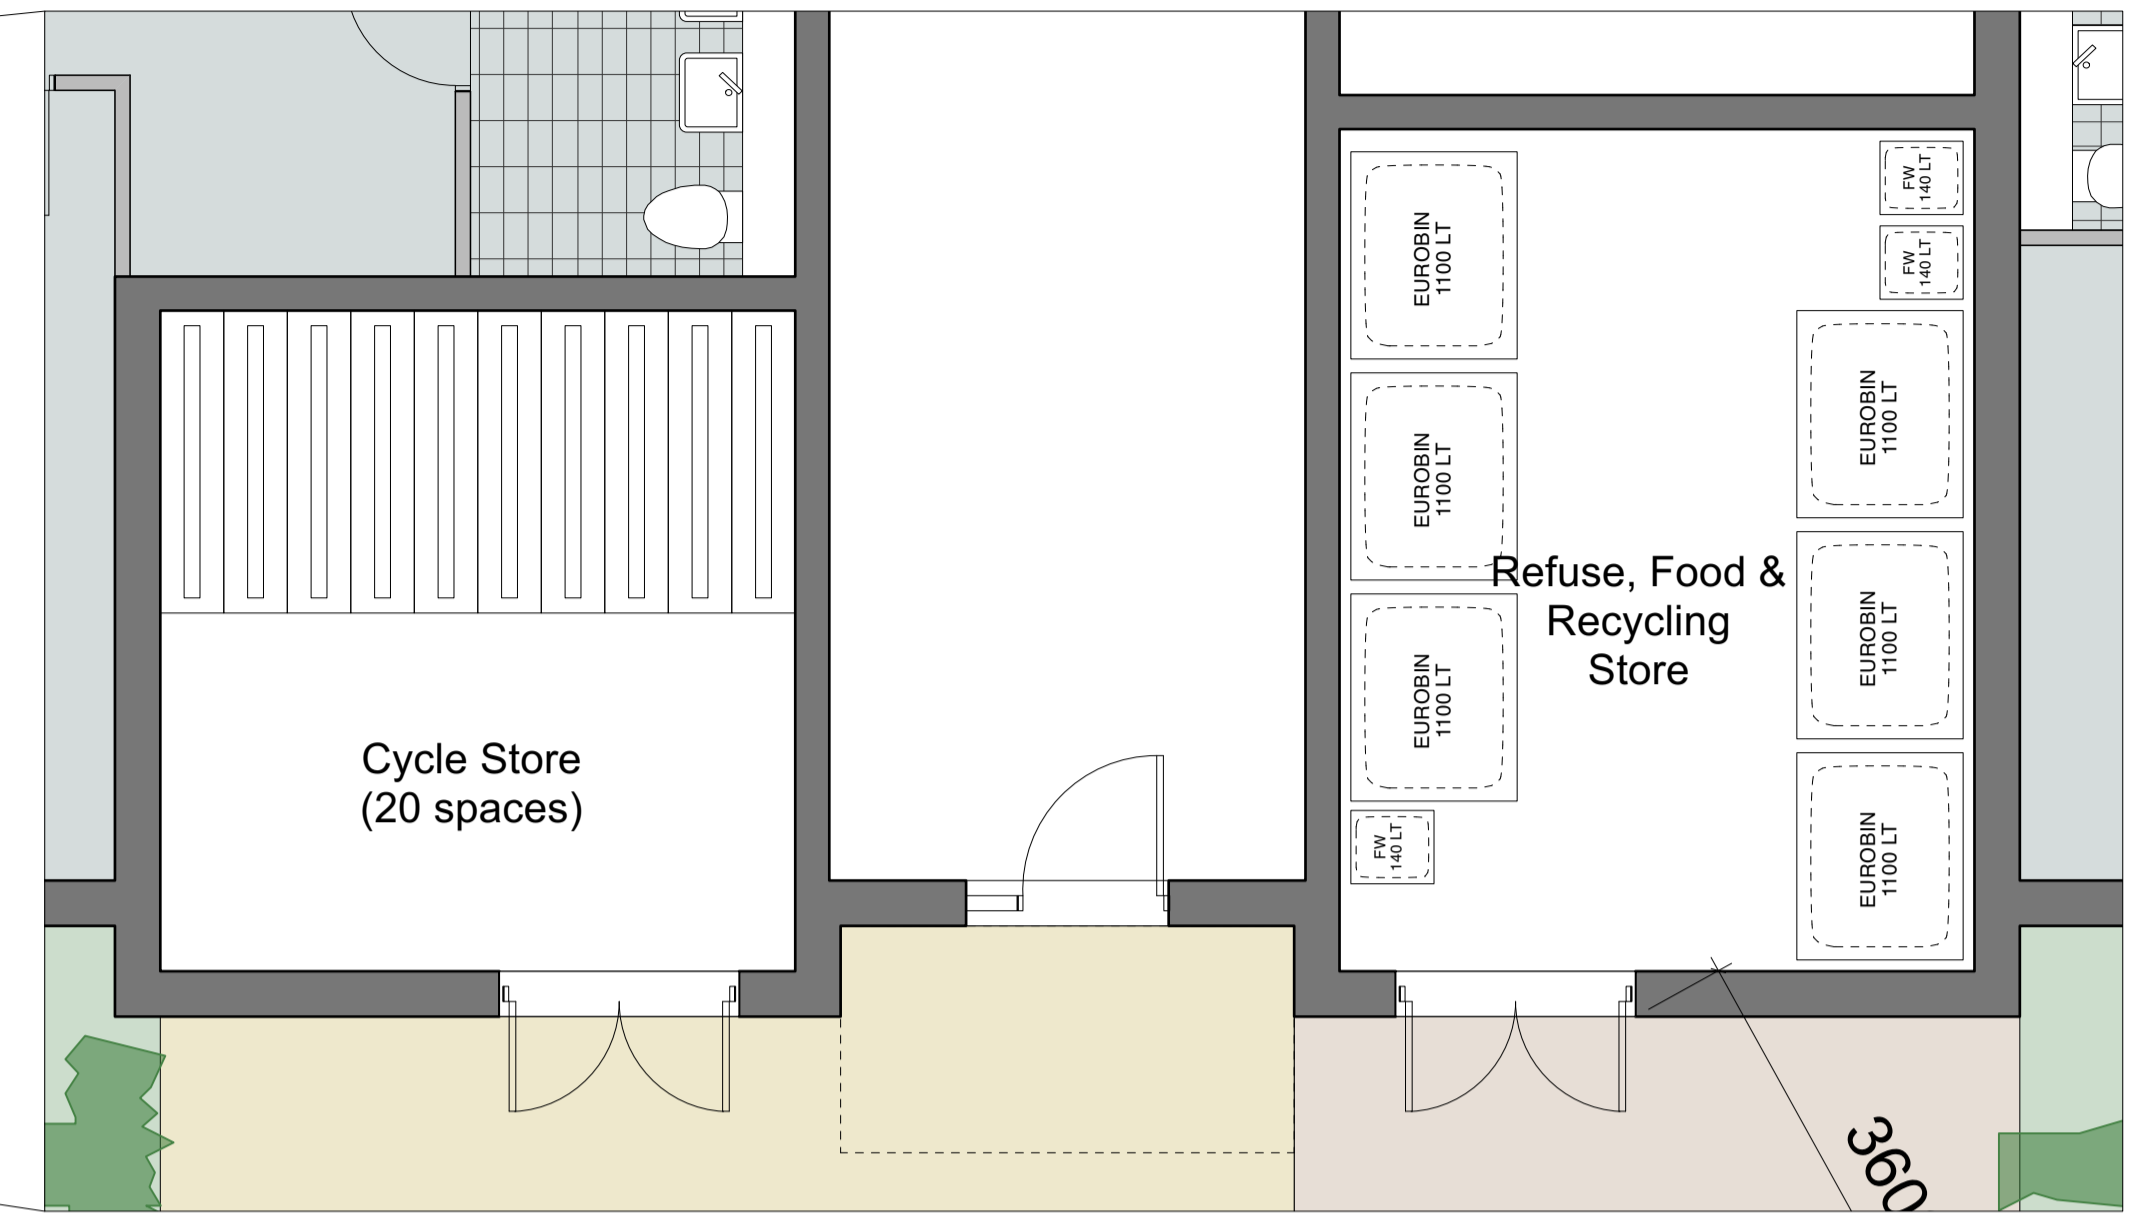 FW
140 LT
FW
140 LT
EUROBIN
1100 LT
EUROBIN
1100 LT
EUROBIN
1100 LT
EUROBIN
1100 LT
Refuse, Food &
Recycling
Store
EUROBIN
1100 LT
EUROBIN
1100 LT
FW
140 LT
Cycle Store
(20 spaces)
360